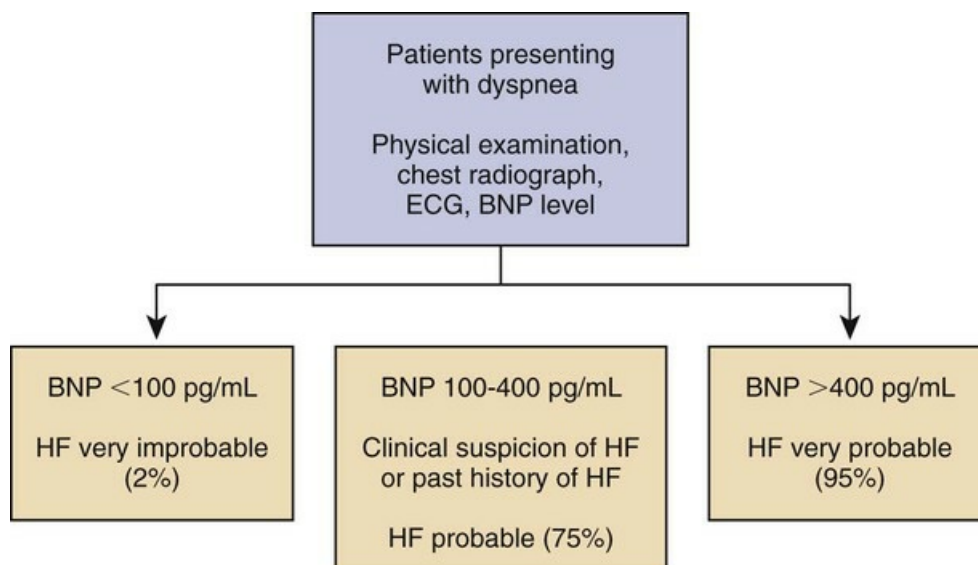 Patients presenting
with dyspnea
Physical examination,
chest radiograph,
ECG, BNP level
BNP <100 pg/mL
HF very improbable
(2%)
BNP 100-400 pg/mL
Clinical suspicion of HF
or past history of HF
HF probable (75%)
BNP >400 pg/mL
HF very probable
(95%)